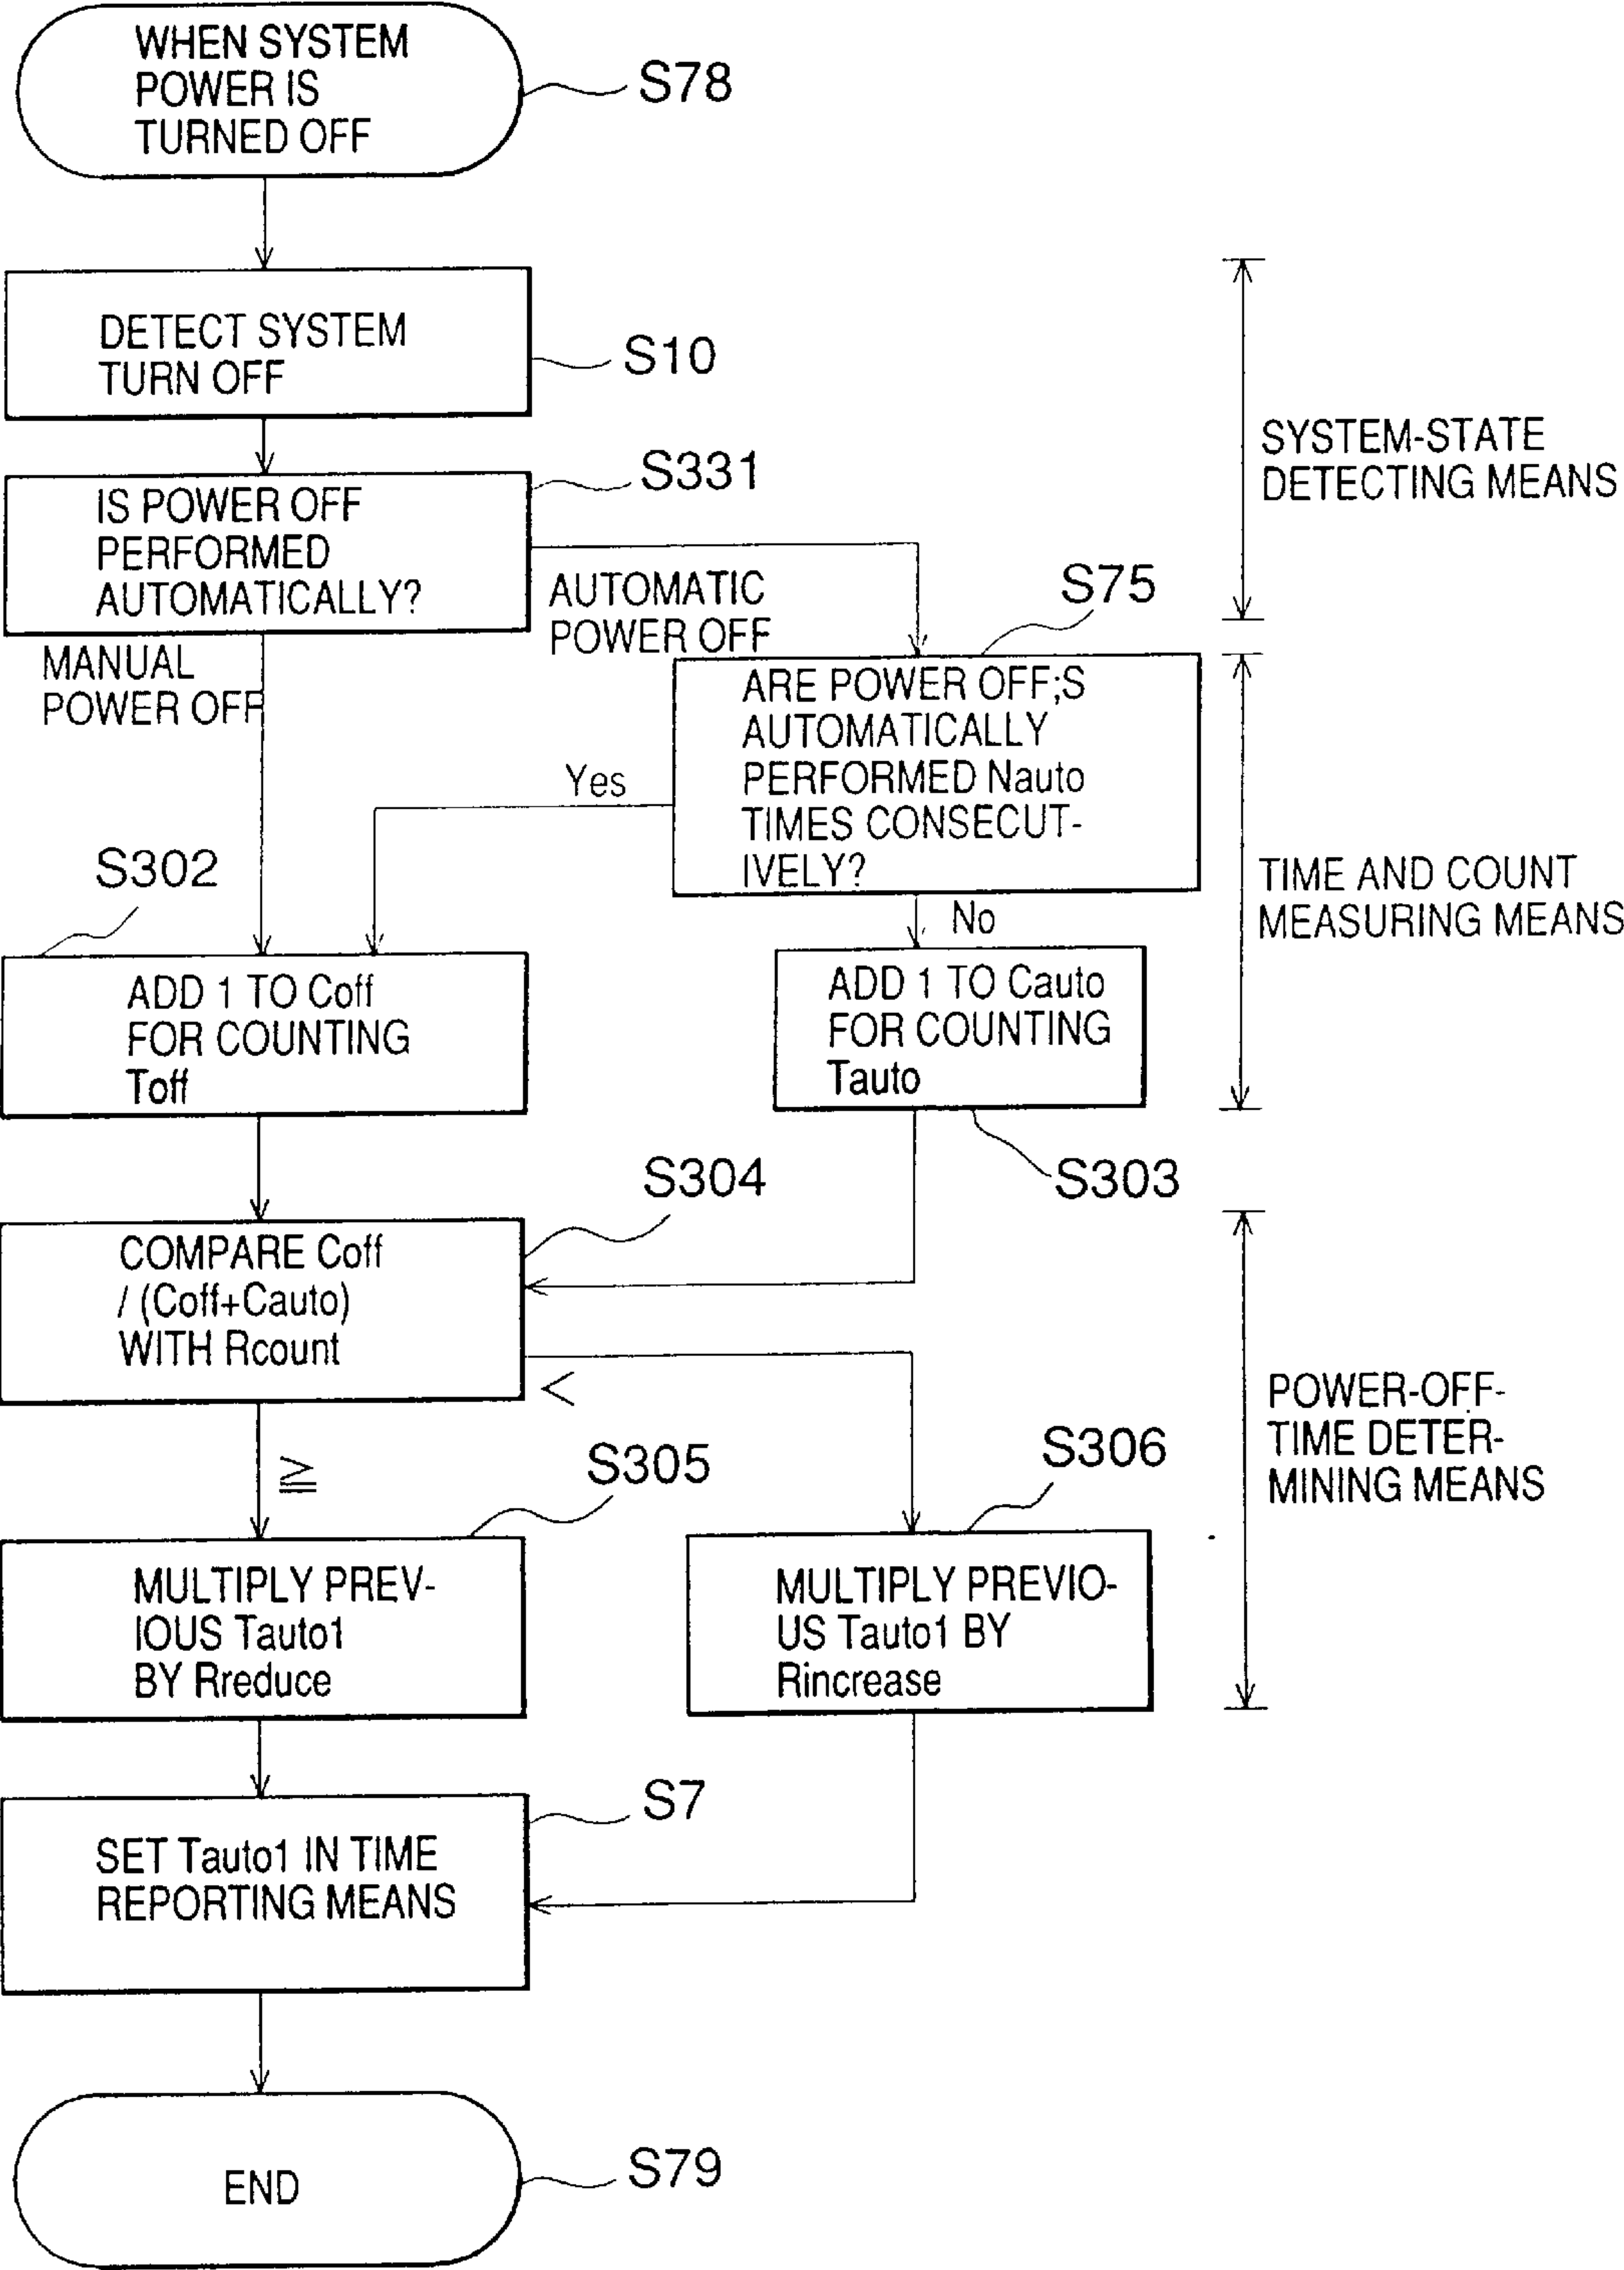 WHEN SYSTEM
POWER IS
TURNED OFF
S78
DETECT SYSTEM
TURN OFF
S10
SYSTEM-STATE
DETECTING MEANS
S331
IS POWER OFF
PERFORMED
AUTOMATICALLY?
AUTOMATIC
POWER OFF
MANUAL
POWER OFF
S75
ARE POWER OFF;S
AUTOMATICALLY
PERFORMED Nauto
TIMES CONSECUT-
IVELY?
Yes
No
TIME AND COUNT
MEASURING MEANS
S302
ADD 1 TO Coff
FOR COUNTING
Toff
ADD 1 TO Cauto
FOR COUNTING
Tauto
S303
S304
COMPARE Coff
/ (Coff+Cauto)
WITH Rcount
<
≧
POWER-OFF-
TIME DETER-
MINING MEANS
S305
MULTIPLY PREV-
IOUS Tauto1
BY Rreduce
S306
MULTIPLY PREVIO-
US Tauto1 BY
Rincrease
S7
SET Tauto1 IN TIME
REPORTING MEANS
END
S79